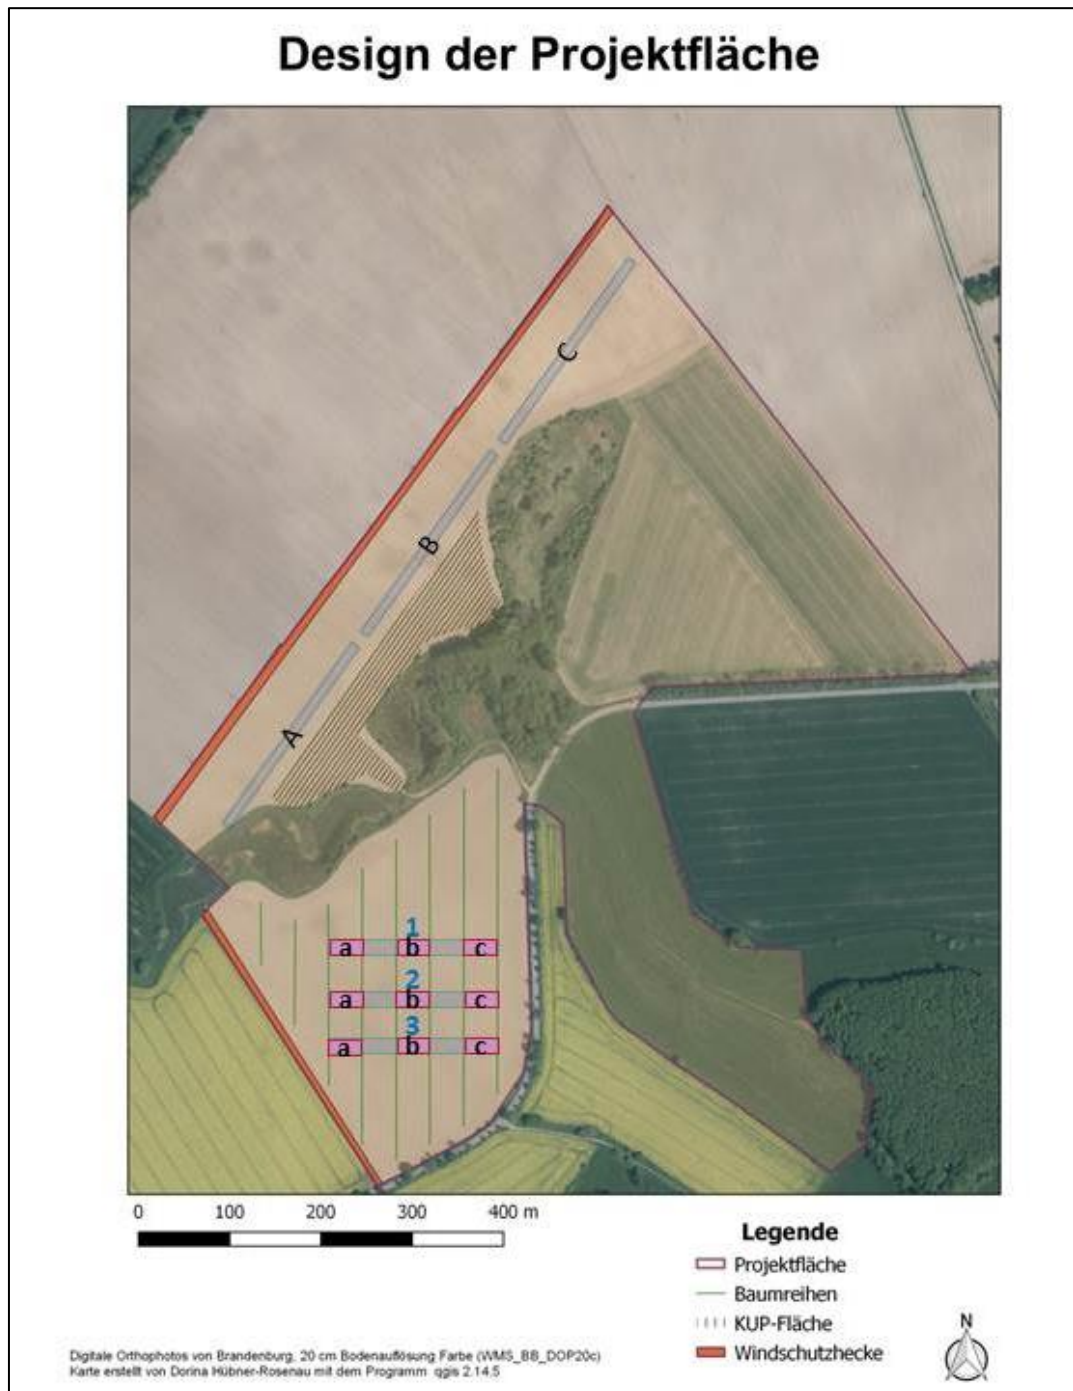 Design der Projektfläche
C
B
A
1
a b c
2
a b c
3
a b c
0 100 200 300 400 m
Legende
Projektfläche
Baumreihen
KUP-Fläche
Windschutzhecke
N
Digitale Orthophotos von Brandenburg, 20 cm Bodenauflösung Farbe (WMS_BB_DOP20c)
Karte erstellt von Dorina Hübner-Rosenau mit dem Programm qgis 2.14.5